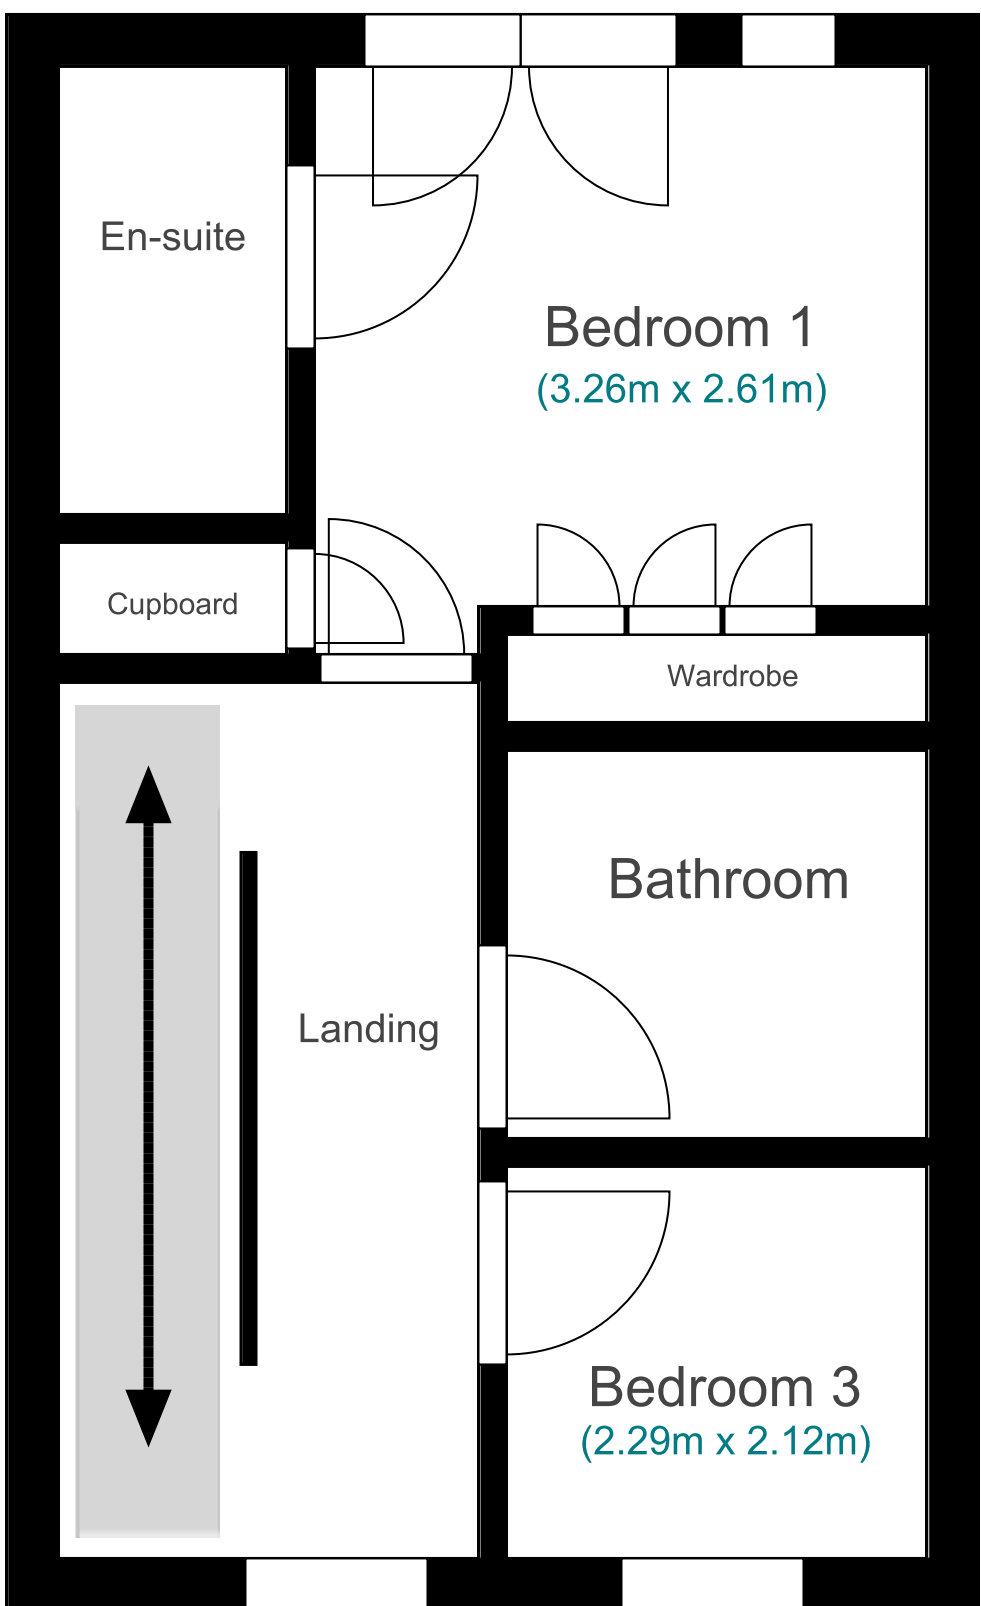 En-suite
Bedroom 1
(3.26m x 2.61m)
Cupboard
Wardrobe
Bathroom
Landing
Bedroom 3
(2.29m x 2.12m)